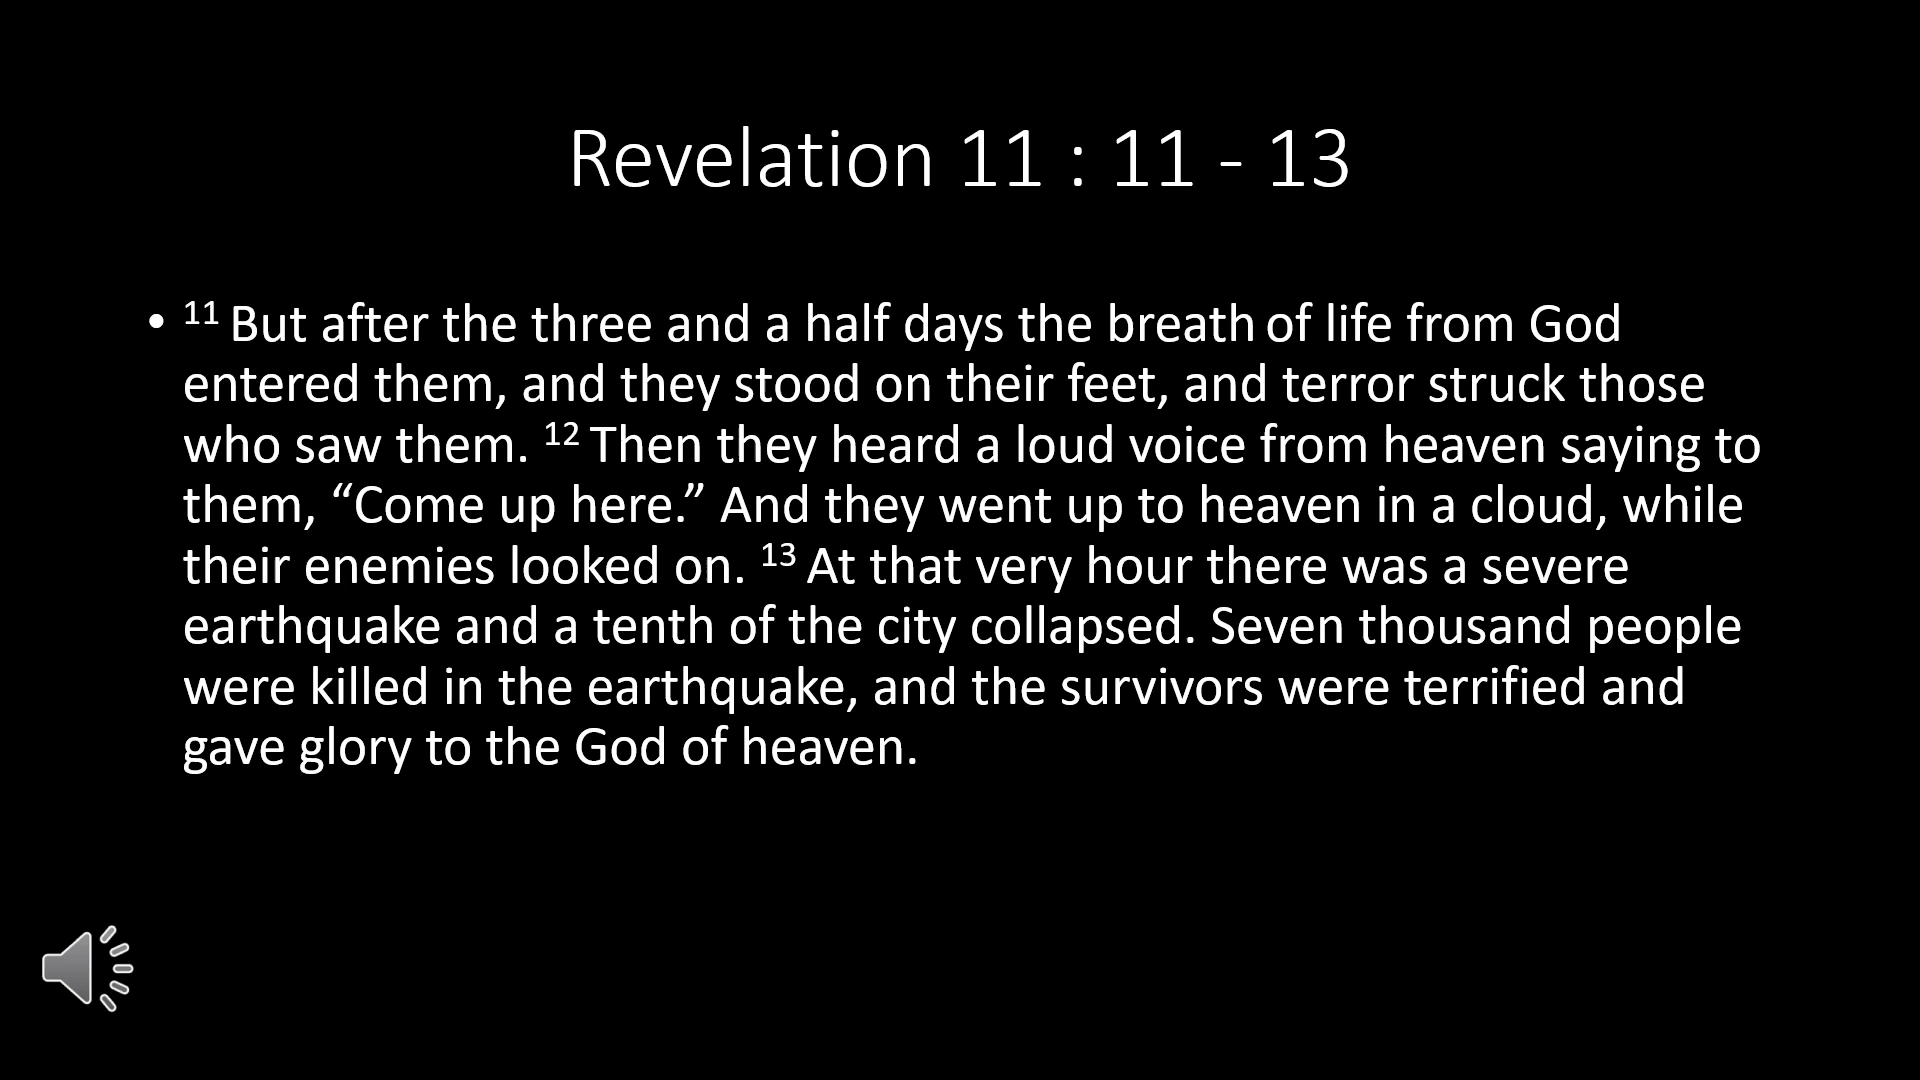 Revelation 11 : 11 - 13
• ¹¹ But after the three and a half days the breath of life from God
entered them, and they stood on their feet, and terror struck those
who saw them. ¹² Then they heard a loud voice from heaven saying to
them, “Come up here.” And they went up to heaven in a cloud, while
their enemies looked on. ¹³ At that very hour there was a severe
earthquake and a tenth of the city collapsed. Seven thousand people
were killed in the earthquake, and the survivors were terrified and
gave glory to the God of heaven.